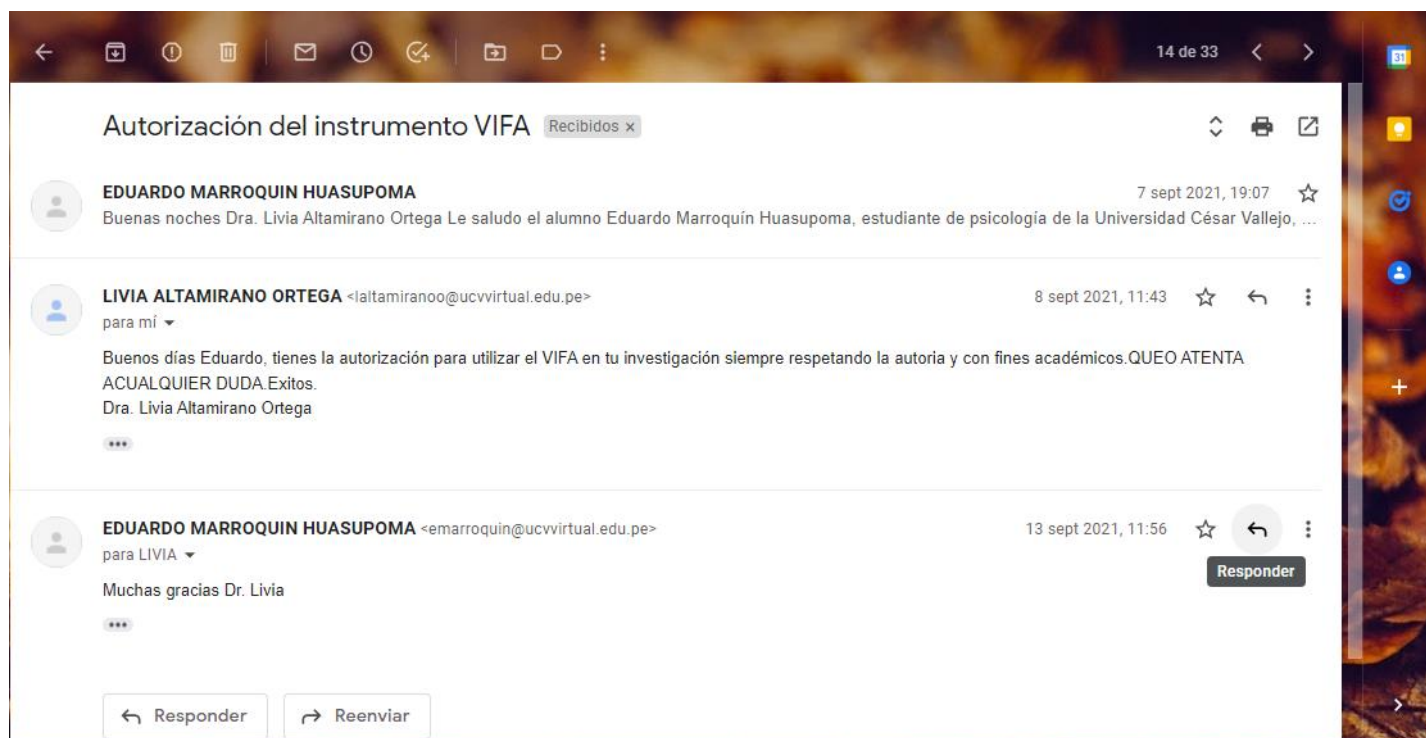 14 de 33
31
Autorización del instrumento VIFA Recibidos x
EDUARDO MARROQUIN HUASUPOMA 7 sept 2021, 19:07
Buenas noches Dra. Livia Altamirano Ortega Le saludo el alumno Eduardo Marroquín Huasupoma, estudiante de psicología de la Universidad César Vallejo, ...
LIVIA ALTAMIRANO ORTEGA <laltamiranoo@ucvvirtual.edu.pe> 8 sept 2021, 11:43
para mí
Buenos días Eduardo, tienes la autorización para utilizar el VIFA en tu investigación siempre respetando la autoria y con fines académicos.QUEO ATENTA
ACUALQUIER DUDA.Exitos.
Dra. Livia Altamirano Ortega
EDUARDO MARROQUIN HUASUPOMA <emarroquin@ucvvirtual.edu.pe> 13 sept 2021, 11:56
para LIVIA
Responder
Muchas gracias Dr. Livia
Responder Reenviar